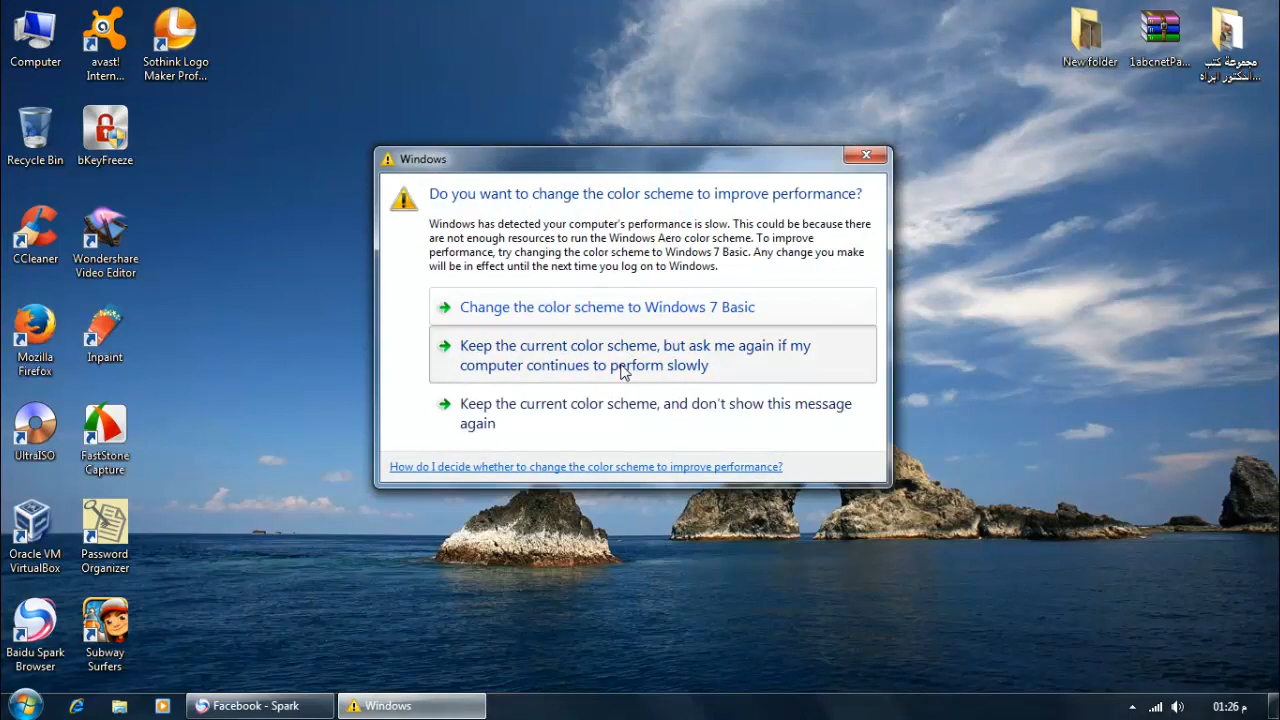 Computer
avast!
Intern...
Sothink Logo
Maker Prof...
New folder
1abcnetPa...
مجموعة كتب
الدكتور ابراه...
Recycle Bin
bKeyFreeze
CCleaner
Wondershare
Video Editor
Mozilla
Firefox
Inpaint
UltraISO
FastStone
Capture
Oracle VM
VirtualBox
Password
Organizer
Baidu Spark
Browser
Subway
Surfers
Windows
Do you want to change the color scheme to improve performance?
Windows has detected your computer's performance is slow. This could be because there
are not enough resources to run the Windows Aero color scheme. To improve
performance, try changing the color scheme to Windows 7 Basic. Any change you make
will be in effect until the next time you log on to Windows.
Change the color scheme to Windows 7 Basic
Keep the current color scheme, but ask me again if my
computer continues to perform slowly
Keep the current color scheme, and don't show this message
again
How do I decide whether to change the color scheme to improve performance?
Facebook - Spark
Windows
01:26 م